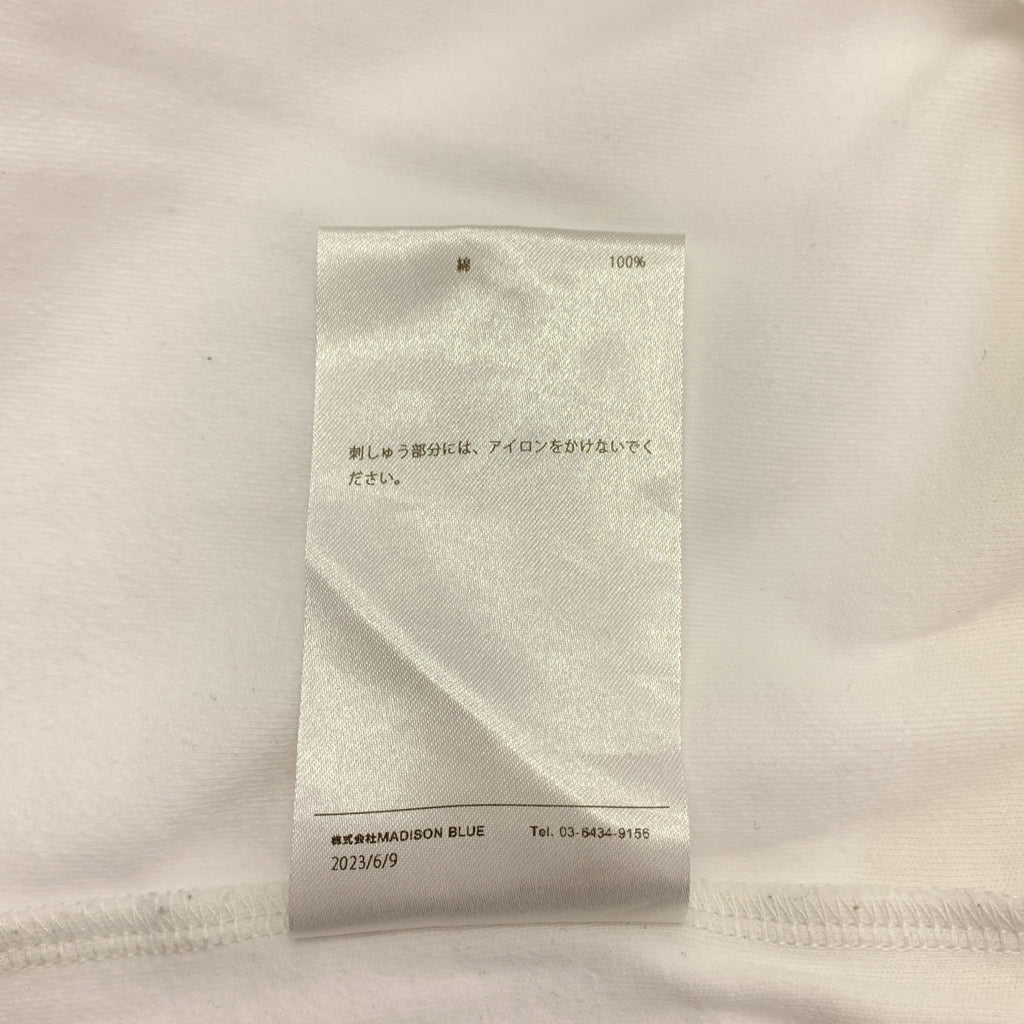 綿 100%
刺しゅう部分には、アイロンをかけないでく
ださい。
株式会社MADISON BLUE Tel. 03-6434-9156
2023/6/9